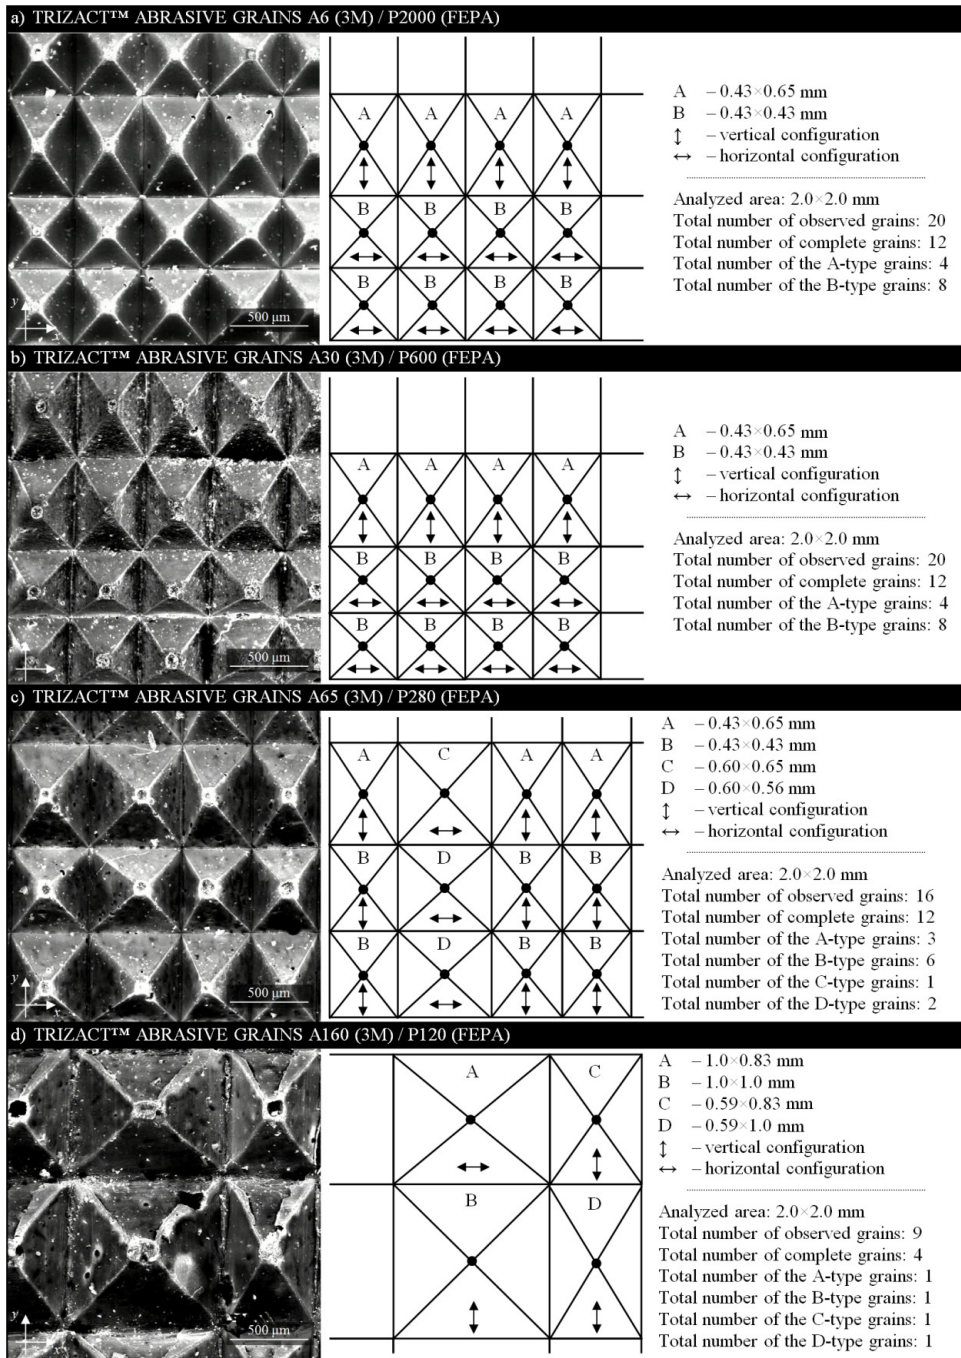 a) TRIZACT™ ABRASIVE GRAINS A6 (3M) / P2000 (FEPA)
A – 0.43×0.65 mm
B – 0.43×0.43 mm
↕ – vertical configuration
↔ – horizontal configuration
Analyzed area: 2.0×2.0 mm
Total number of observed grains: 20
Total number of complete grains: 12
Total number of the A-type grains: 4
Total number of the B-type grains: 8
A A A A
B B B B
B B B B
y
x
500 µm
b) TRIZACT™ ABRASIVE GRAINS A30 (3M) / P600 (FEPA)
A – 0.43×0.65 mm
B – 0.43×0.43 mm
↕ – vertical configuration
↔ – horizontal configuration
Analyzed area: 2.0×2.0 mm
Total number of observed grains: 20
Total number of complete grains: 12
Total number of the A-type grains: 4
Total number of the B-type grains: 8
A A A A
B B B B
B B B B
y
x
500 µm
c) TRIZACT™ ABRASIVE GRAINS A65 (3M) / P280 (FEPA)
A – 0.43×0.65 mm
B – 0.43×0.43 mm
C – 0.60×0.65 mm
D – 0.60×0.56 mm
↕ – vertical configuration
↔ – horizontal configuration
Analyzed area: 2.0×2.0 mm
Total number of observed grains: 16
Total number of complete grains: 12
Total number of the A-type grains: 3
Total number of the B-type grains: 6
Total number of the C-type grains: 1
Total number of the D-type grains: 2
A C A A
B D B B
B D B B
y
x
500 µm
d) TRIZACT™ ABRASIVE GRAINS A160 (3M) / P120 (FEPA)
A – 1.0×0.83 mm
B – 1.0×1.0 mm
C – 0.59×0.83 mm
D – 0.59×1.0 mm
↕ – vertical configuration
↔ – horizontal configuration
Analyzed area: 2.0×2.0 mm
Total number of observed grains: 9
Total number of complete grains: 4
Total number of the A-type grains: 1
Total number of the B-type grains: 1
Total number of the C-type grains: 1
Total number of the D-type grains: 1
A C
B D
y
x
500 µm